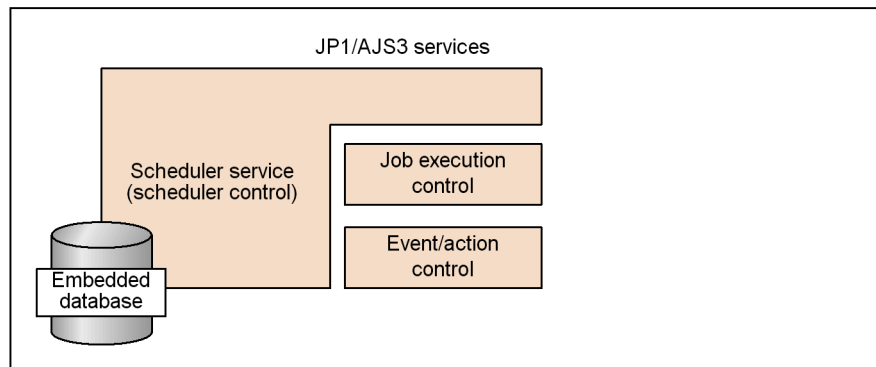 JP1/AJS3 services
Scheduler service
(scheduler control)
Job execution
control
Event/action
control
Embedded
database